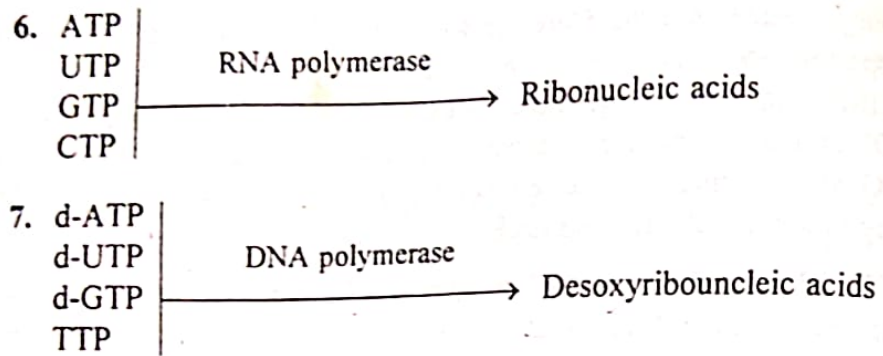 6. ATP
UTP
RNA polymerase
GTP
Ribonucleic acids
CTP
7. d-ATP
d-UTP
DNA polymerase
d-GTP
Desoxyribouncleic acids
TTP